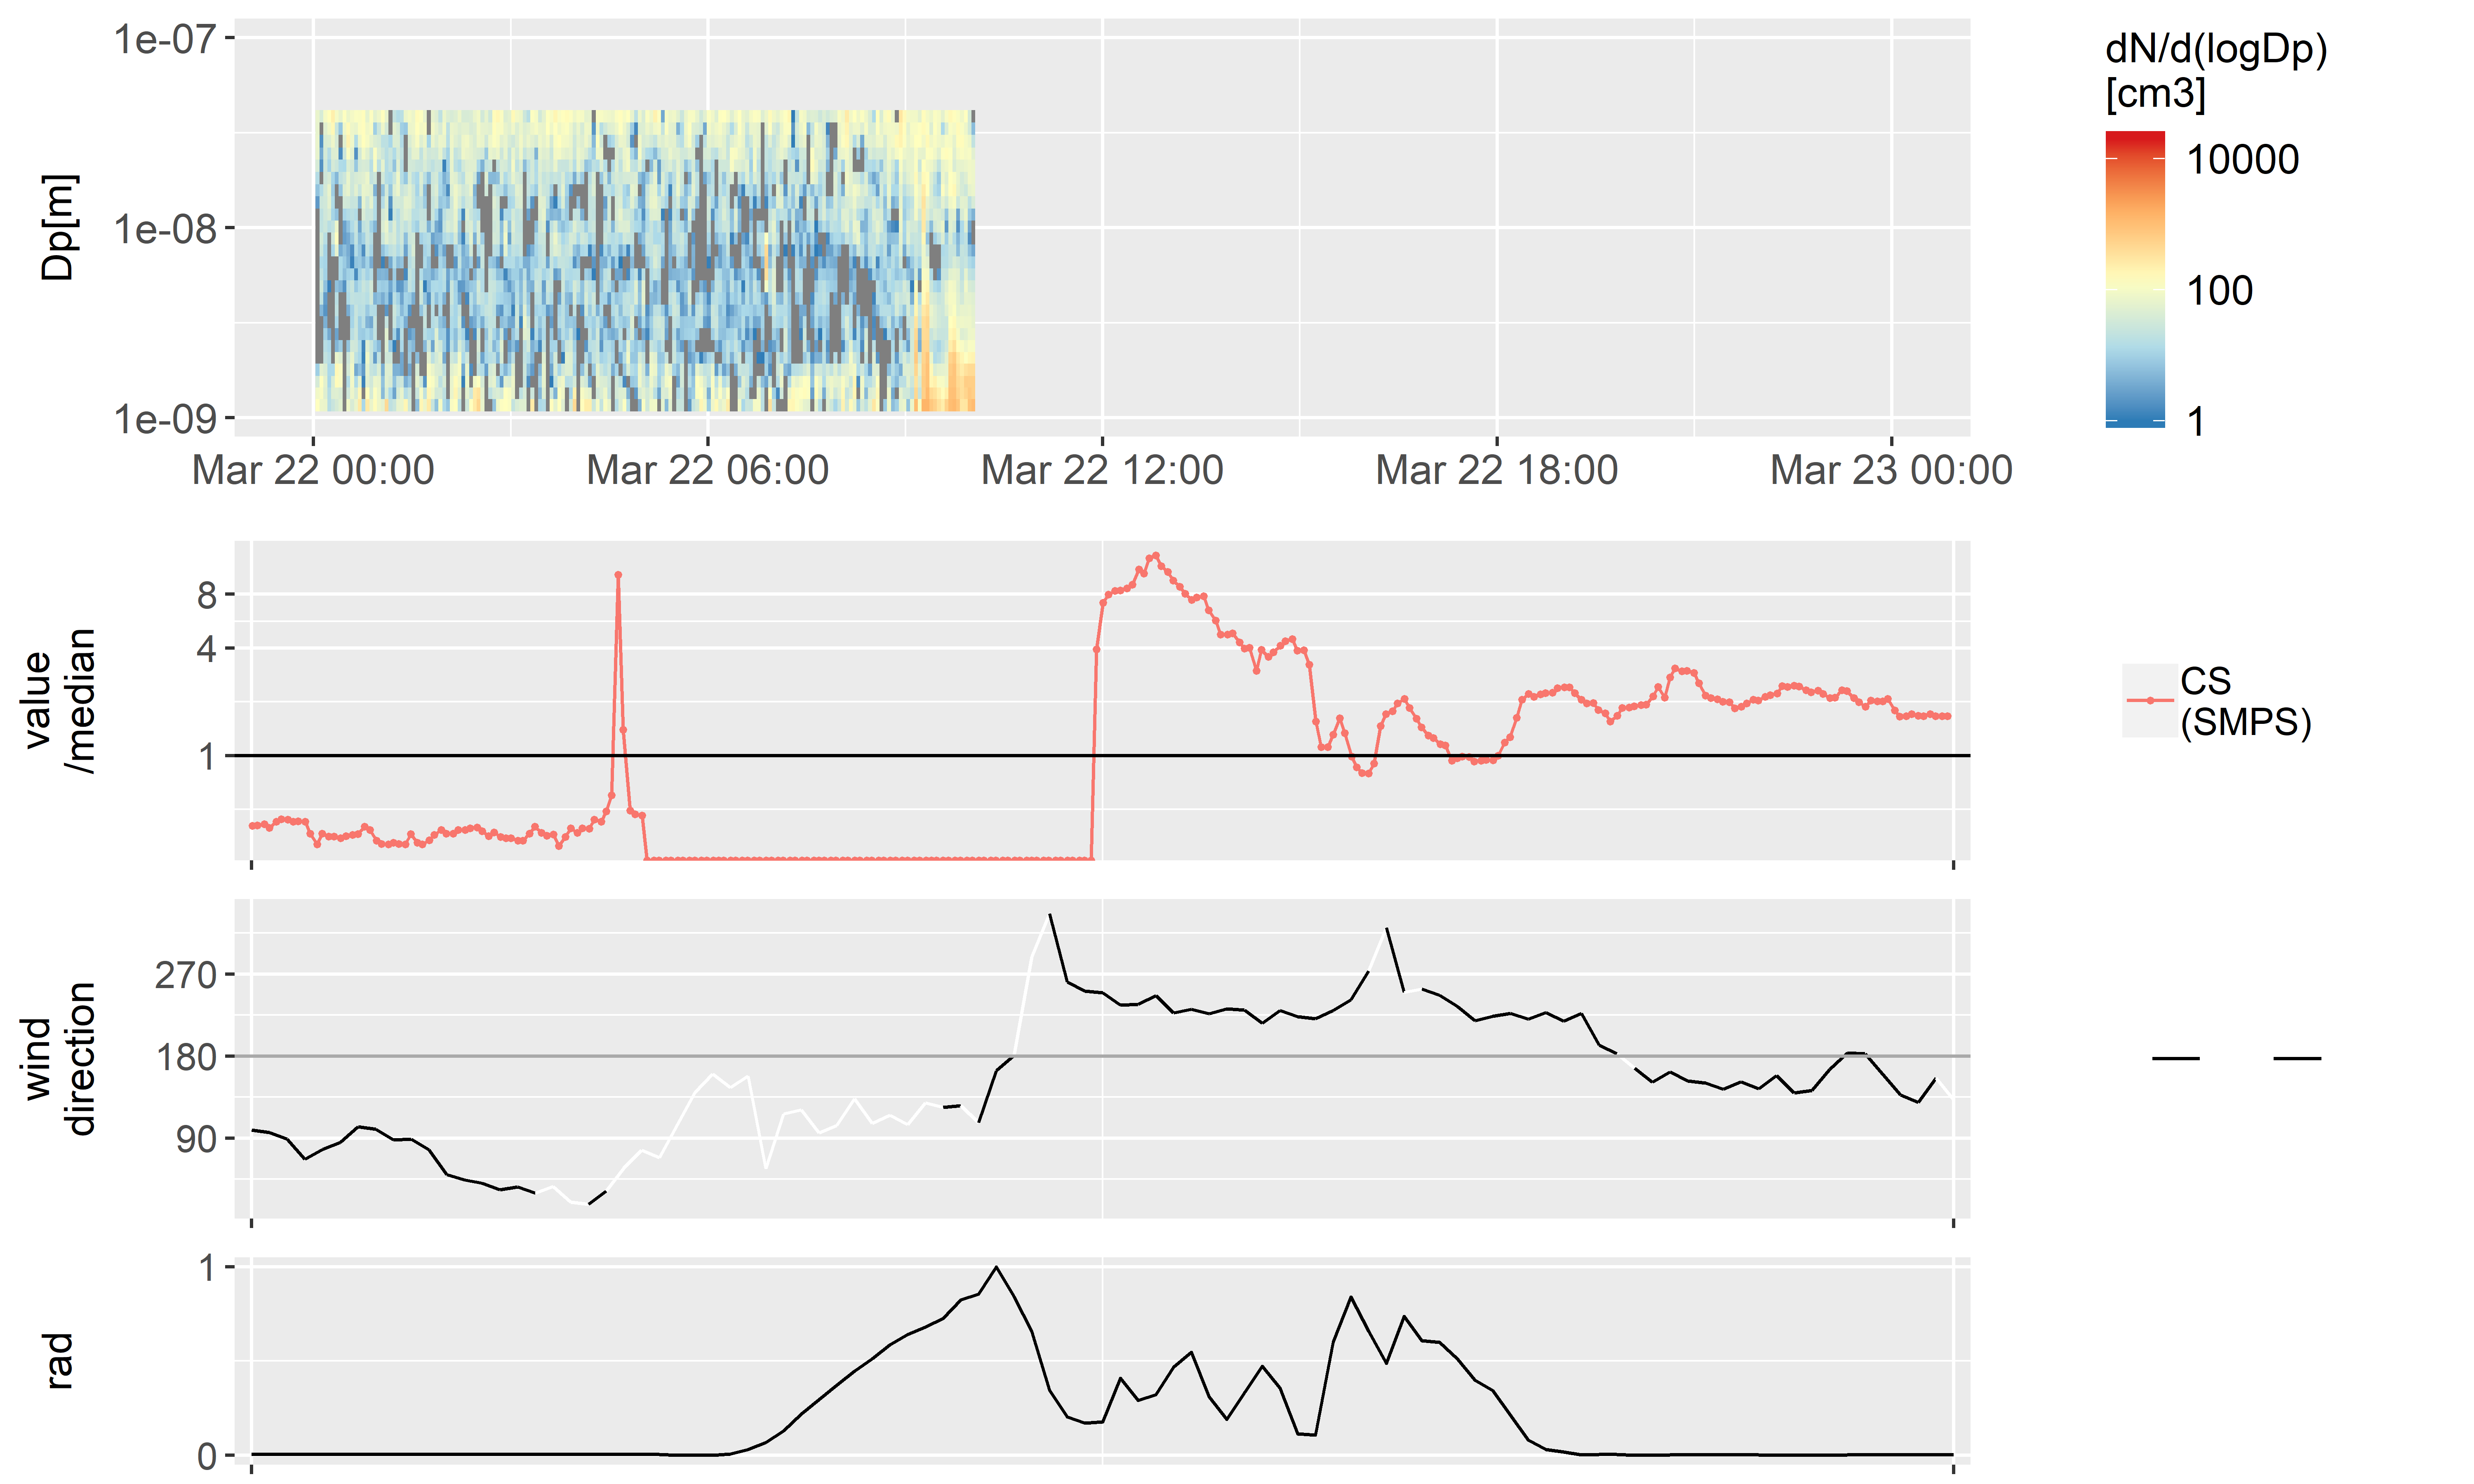 1e-07
1e-08
1e-09
Dp[m]
Mar 22 00:00
Mar 22 06:00
Mar 22 12:00
Mar 22 18:00
Mar 23 00:00
dN/d(logDp)
[cm3]
10000
100
1
value
/median
8
4
1
CS
(SMPS)
wind
direction
270
180
90
rad
1
0